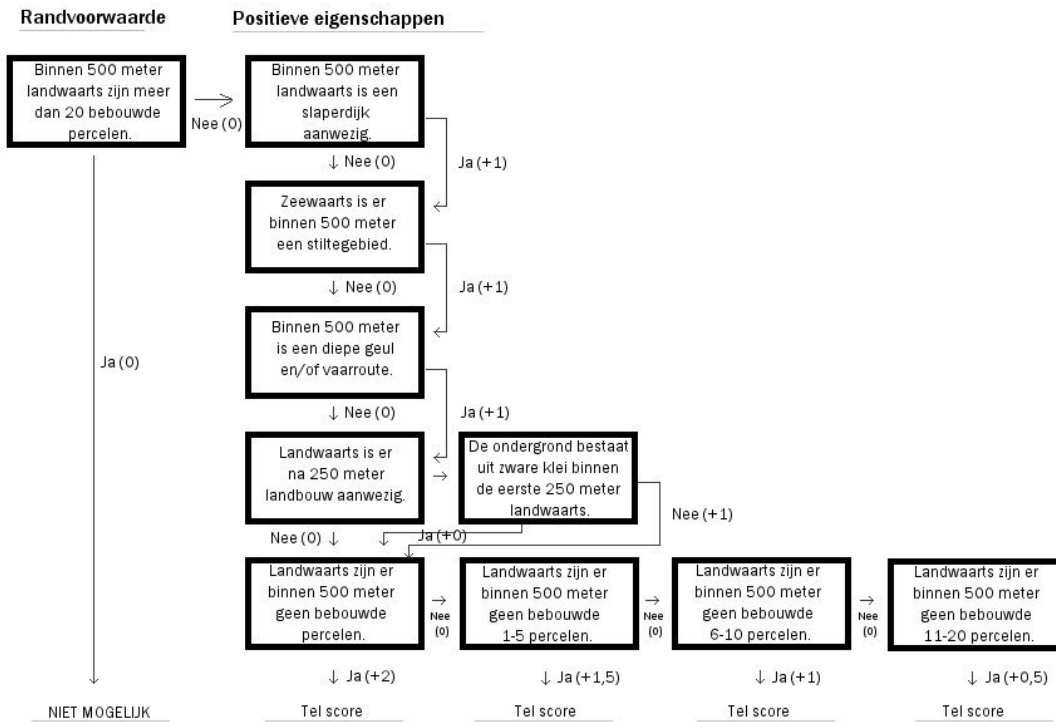 Randvoorwaarde
Positieve eigenschappen
Binnen 500 meter
landwaarts zijn meer
dan 20 bebouwde
percelen.
Nee (0)
Binnen 500 meter
landwaarts is een
slaperdijk
aanwezig.
↓ Nee (0)
Ja (+1)
Zeewaarts is er
binnen 500 meter
een stiltegebied.
↓ Nee (0)
Ja (+1)
Binnen 500 meter
is een diepe geul
en/of vaarroute.
Ja (0)
↓ Nee (0)
Ja (+1)
Landwaarts is er
na 250 meter
landbouw aanwezig.
De ondergrond bestaat
uit zware klei binnen
de eerste 250 meter
landwaarts.
Nee (+1)
Nee (0) ↓
Ja (+0)
Landwaarts zijn er
binnen 500 meter
geen bebouwde
percelen.
Nee
(0)
Landwaarts zijn er
binnen 500 meter
geen bebouwde
1-5 percelen.
Nee
(0)
Landwaarts zijn er
binnen 500 meter
geen bebouwde
6-10 percelen.
Nee
(0)
Landwaarts zijn er
binnen 500 meter
geen bebouwde
11-20 percelen.
↓ Ja (+2)
↓ Ja (+1,5)
↓ Ja (+1)
↓ Ja (+0,5)
NIET MOGELIJK
Tel score
Tel score
Tel score
Tel score